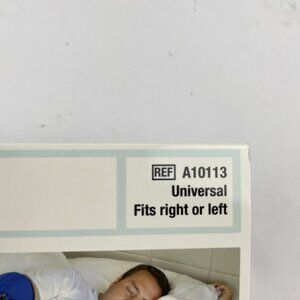 REF A10113
Universal
Fits right or left